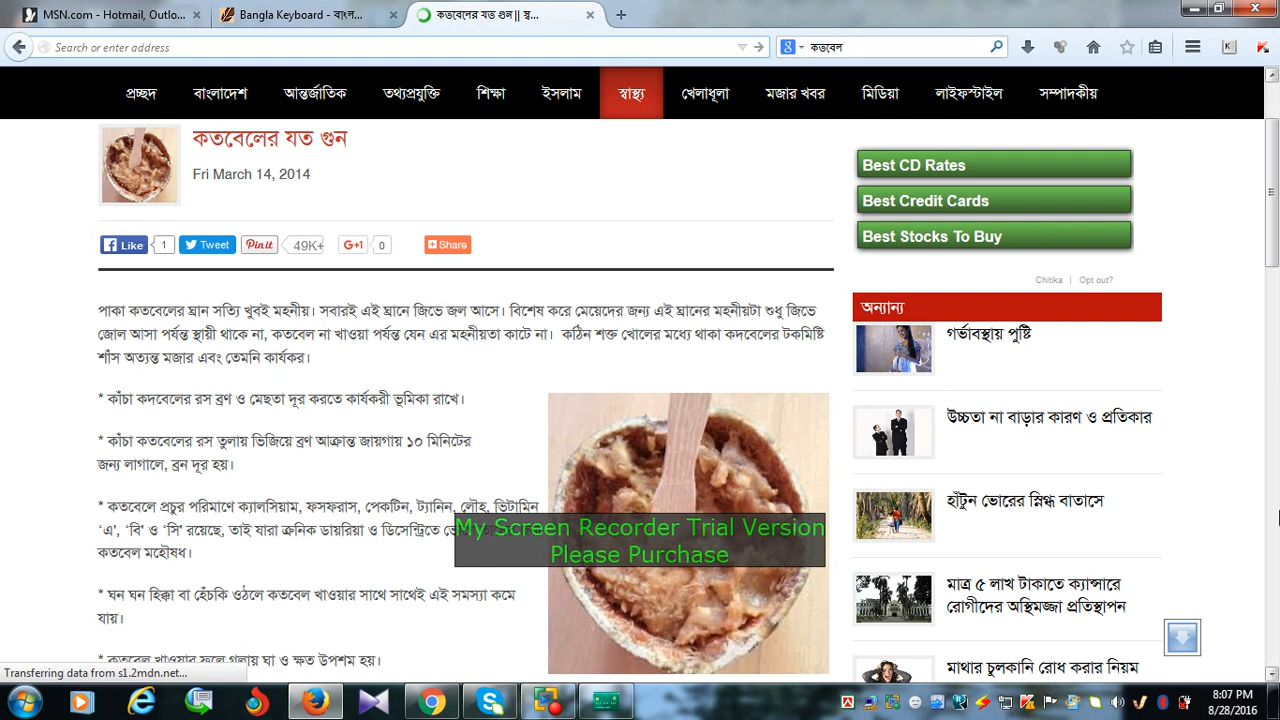 MSN.com - Hotmail, Outlo...
Bangla Keyboard - বাংল...
কতবেলের যত গুন || স্ব...
Search or enter address
কতবেল
প্রচ্ছদ বাংলাদেশ আন্তর্জাতিক তথ্যপ্রযুক্তি শিক্ষা ইসলাম স্বাস্থ্য খেলাধূলা মজার খবর মিডিয়া লাইফস্টাইল সম্পাদকীয়
কতবেলের যত গুন
Fri March 14, 2014
Like 1 Tweet Pin it 49K+ G+1 0 Share
পাকা কতবেলের ঘ্রান সত্যি খুবই মহনীয়। সবারই এই ঘ্রানে জিভে জল আসে। বিশেষ করে মেয়েদের জন্য এই ঘ্রানের মহনীয়টা শুধু জিভে
জোল আসা পর্যন্ত স্থায়ী থাকে না, কতবেল না খাওয়া পর্যন্ত যেন এর মহনীয়তা কাটে না। কঠিন শক্ত খোলের মধ্যে থাকা কদবেলের টকমিষ্টি
শাঁস অত্যন্ত মজার এবং তেমনি কার্যকর।
* কাঁচা কদবেলের রস ব্রণ ও মেছতা দূর করতে কার্যকরী ভূমিকা রাখে।
* কাঁচা কতবেলের রস তুলায় ভিজিয়ে ব্রণ আক্রান্ত জায়গায় ১০ মিনিটের
জন্য লাগালে, ব্রন দূর হয়।
* কতবেলে প্রচুর পরিমাণে ক্যালসিয়াম, ফসফরাস, পেকটিন, ট্যানিন, লৌহ, ভিটামিন
‘এ’, ‘বি’ ও ‘সি’ রয়েছে, তাই যারা ক্রনিক ডায়রিয়া ও ডিসেন্ট্রিতে
কতবেল মহৌষধ।
* ঘন ঘন হিক্কা বা হেঁচকি ওঠলে কতবেল খাওয়ার সাথে সাথেই এই সমস্যা কমে
যায়।
* কতবেল খাওয়ার ফলে গলায় ঘা ও ক্ষত উপশম হয়।
My Screen Recorder Trial Version
Please Purchase
Best CD Rates
Best Credit Cards
Best Stocks To Buy
Chitika | Opt out?
অন্যান্য
গর্ভাবস্থায় পুষ্টি
উচ্চতা না বাড়ার কারণ ও প্রতিকার
হাঁটুন ভোরের স্নিগ্ধ বাতাসে
মাত্র ৫ লাখ টাকাতে ক্যান্সারে
রোগীদের অস্থিমজ্জা প্রতিস্থাপন
মাথার চুলকানি রোধ করার নিয়ম
Transferring data from s1.2mdn.net...
8:07 PM
8/28/2016